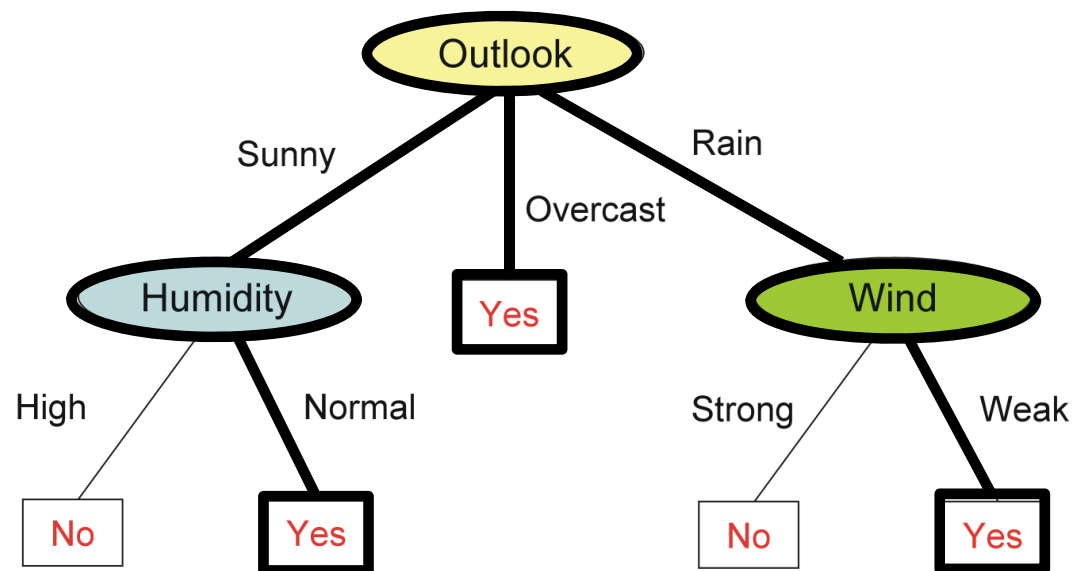 Outlook
Sunny
Rain
Overcast
Humidity
Yes
Wind
High
Normal
Strong
Weak
No
Yes
No
Yes